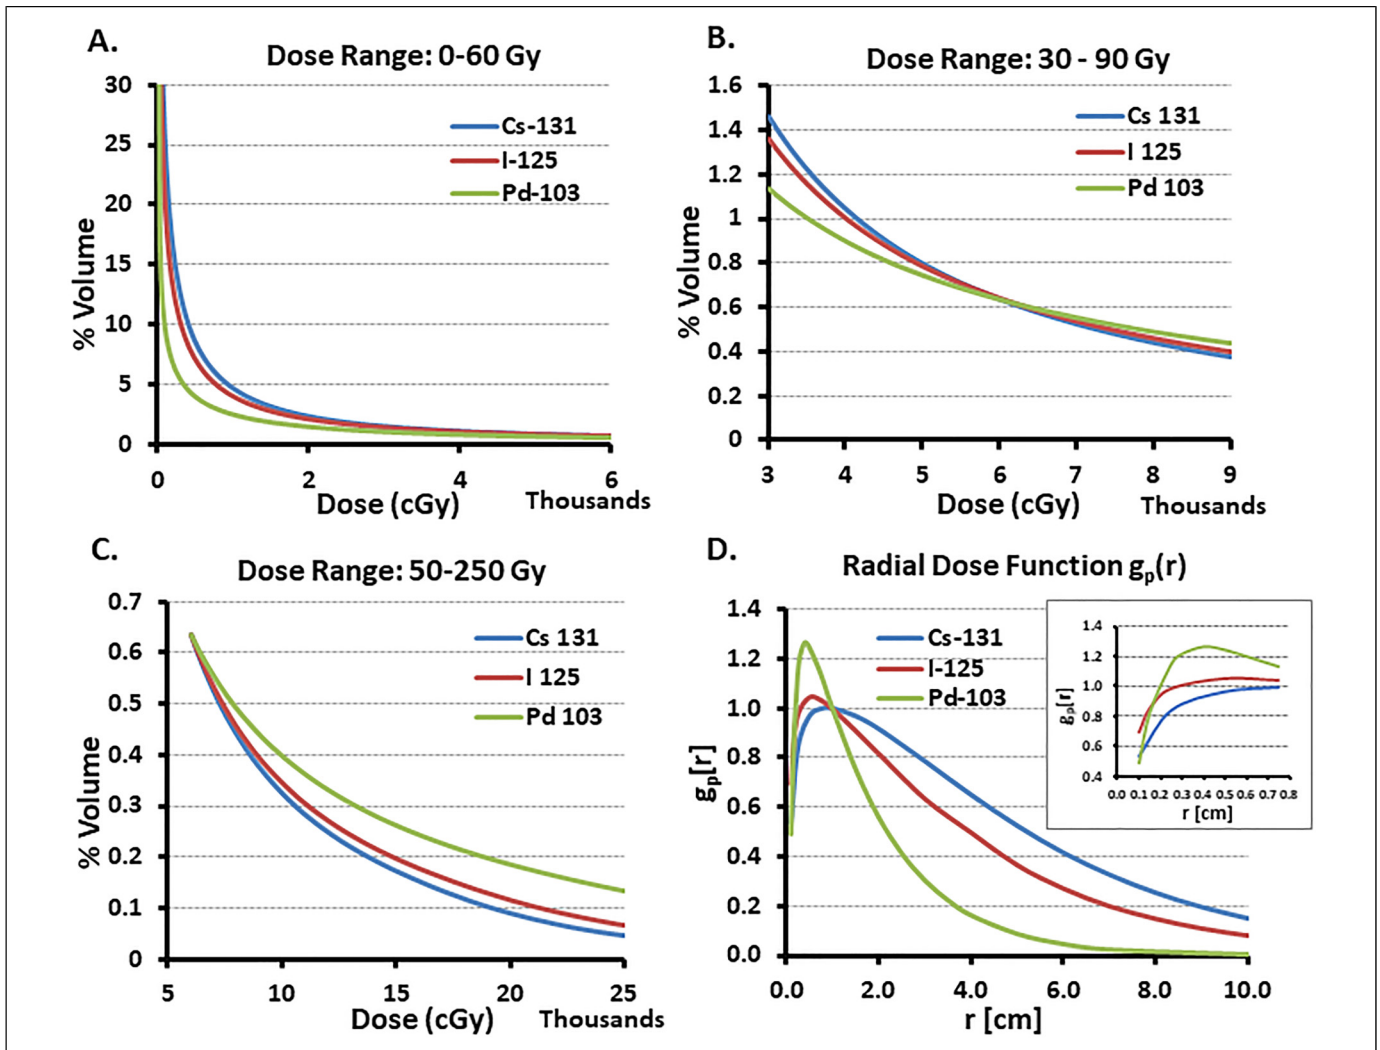 A.
Dose Range: 0-60 Gy
30
25
20
15
10
5
0
% Volume
Cs-131
I-125
Pd-103
0 2 4 6
Dose (cGy) Thousands
B.
Dose Range: 30 - 90 Gy
1.6
1.4
1.2
1
0.8
0.6
0.4
0.2
0
% Volume
Cs 131
I 125
Pd 103
3 4 5 6 7 8 9
Dose (cGy) Thousands
C.
Dose Range: 50-250 Gy
0.7
0.6
0.5
0.4
0.3
0.2
0.1
0
% Volume
Cs 131
I 125
Pd 103
5 10 15 20 25
Dose (cGy) Thousands
D.
Radial Dose Function gp(r)
1.4
1.2
1.0
0.8
0.6
0.4
0.2
0.0
gp[r]
Cs-131
I-125
Pd-103
0.0 2.0 4.0 6.0 8.0 10.0
r [cm]
1.4
1.2
1.0
0.8
0.6
0.4
gp[r]
0.0 0.1 0.2 0.3 0.4 0.5 0.6 0.7 0.8
r [cm]